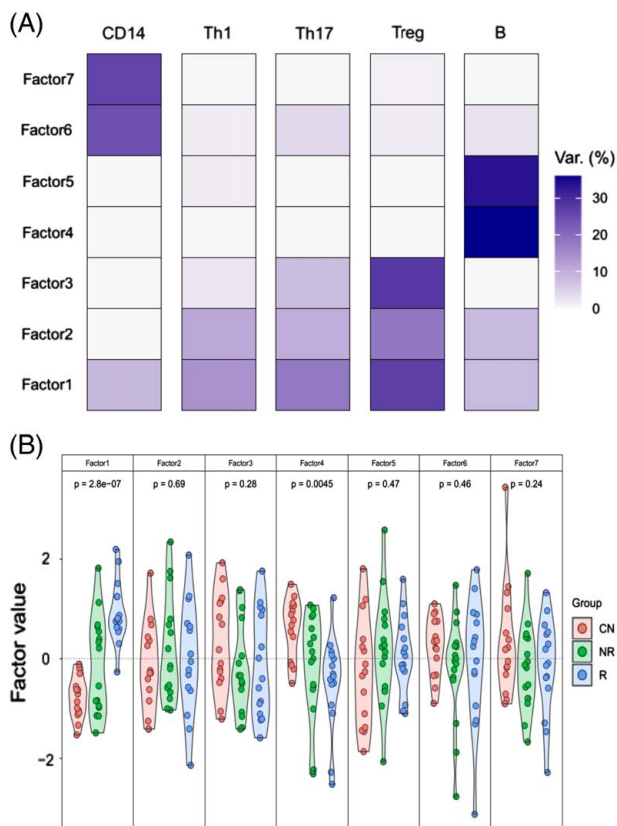 (A)
CD14 Th1 Th17 Treg B
Factor7
Factor6
Factor5
Factor4
Factor3
Factor2
Factor1
Var. (%)
30
20
10
0
(B)
Factor1 Factor2 Factor3 Factor4 Factor5 Factor6 Factor7
p = 2.8e−07 p = 0.69 p = 0.28 p = 0.0045 p = 0.47 p = 0.46 p = 0.24
Factor value
2
0
−2
Group
CN
NR
R